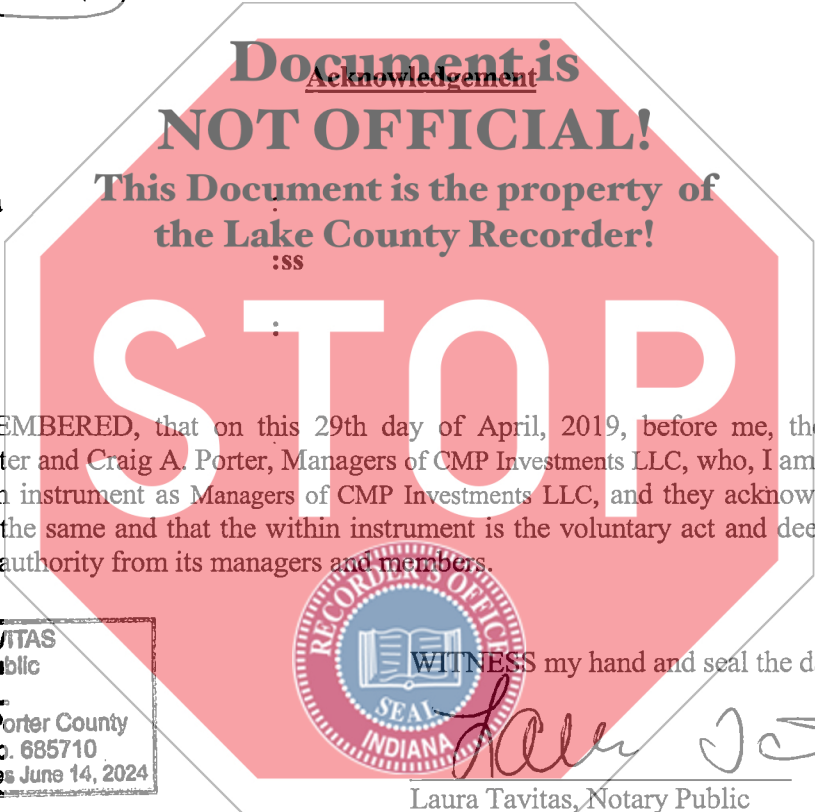 Document is
Acknowledgement
NOT OFFICIAL!
This Document is the property of
the Lake County Recorder!
:
:ss
:
STOP
EMBERED, that on this 29th day of April, 2019, before me, the
ter and Craig A. Porter, Managers of CMP Investments LLC, who, I am
instrument as Managers of CMP Investments LLC, and they acknow
the same and that the within instrument is the voluntary act and dee
authority from its managers and members.
RECORDER'S OFFICE
SEAL
INDIANA
VITAS
blic
orter County
o. 685710
s June 14, 2024
WITNESS my hand and seal the d
Laura Tavitas, Notary Public